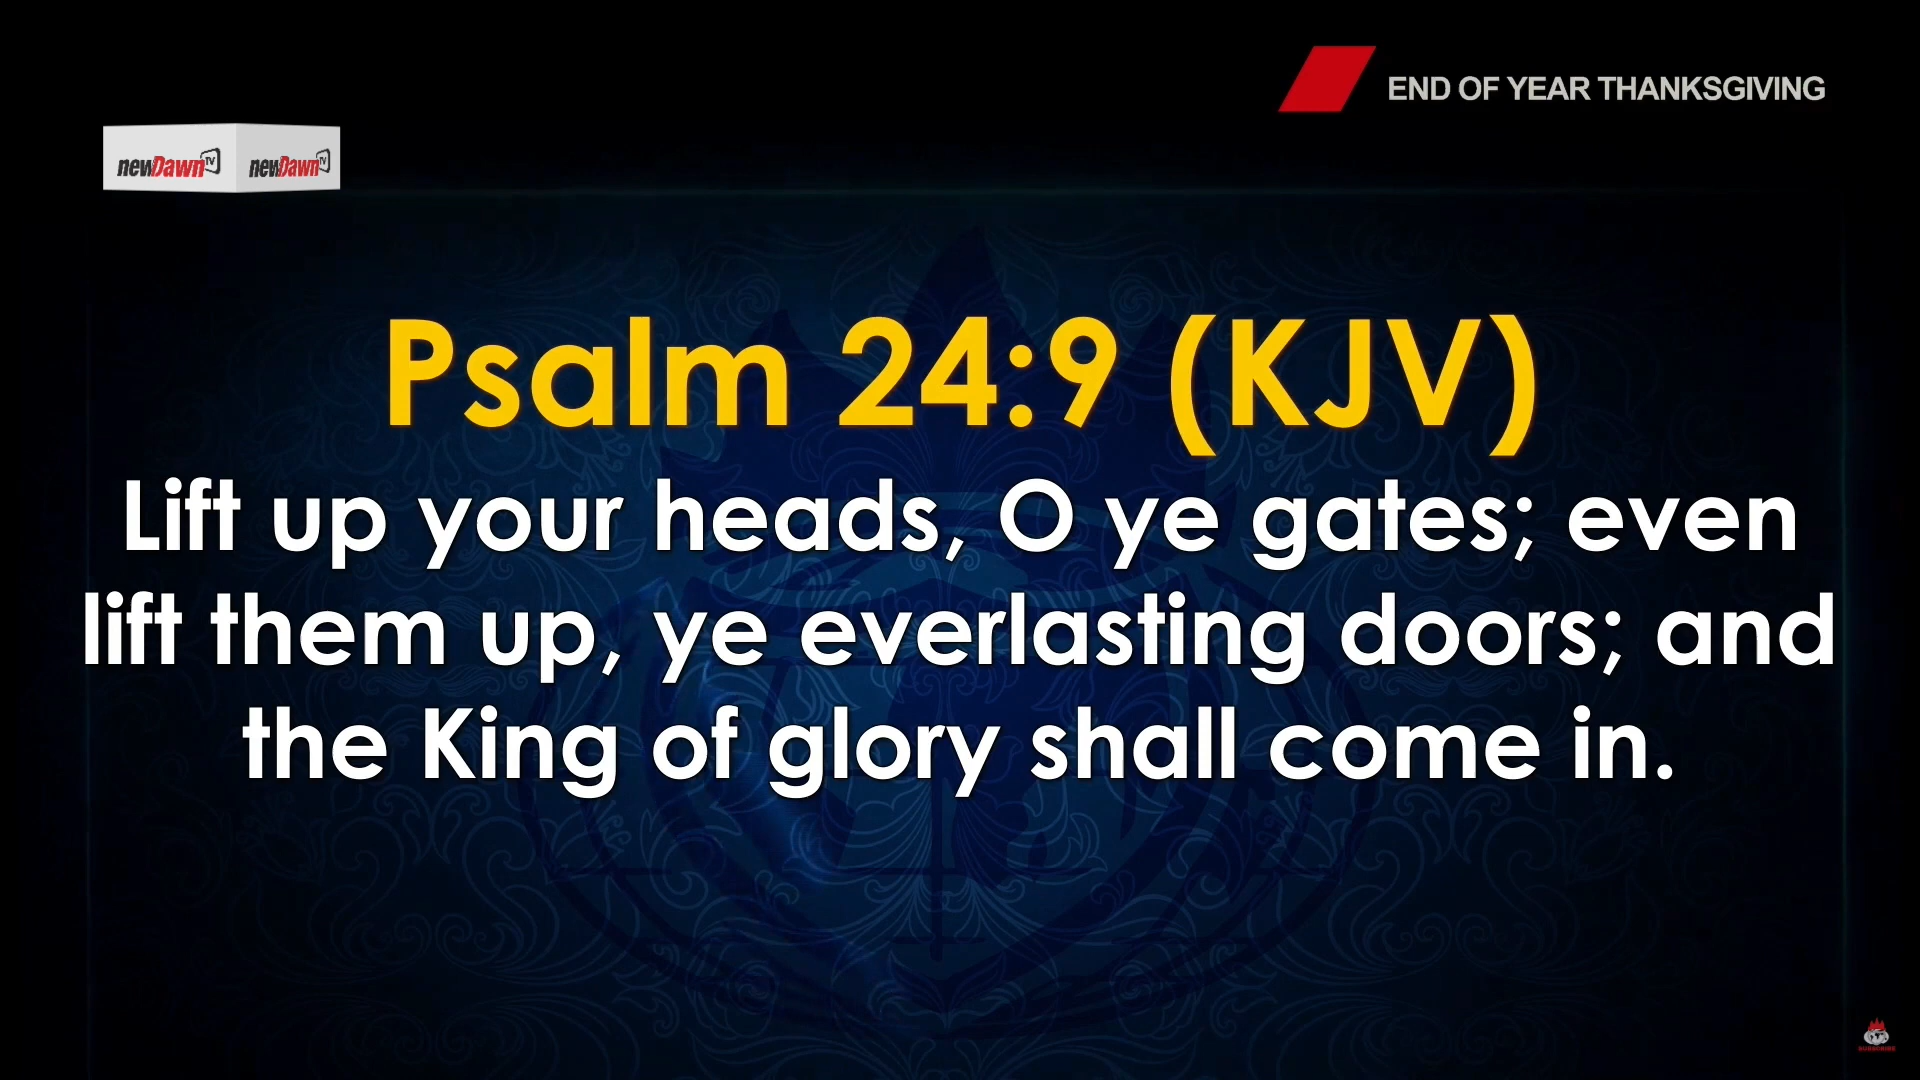 END OF YEAR THANKSGIVING
newDawn TV newDawn TV
Psalm 24:9 (KJV)
Lift up your heads, O ye gates; even
lift them up, ye everlasting doors; and
the King of glory shall come in.
SUBSCRIBE